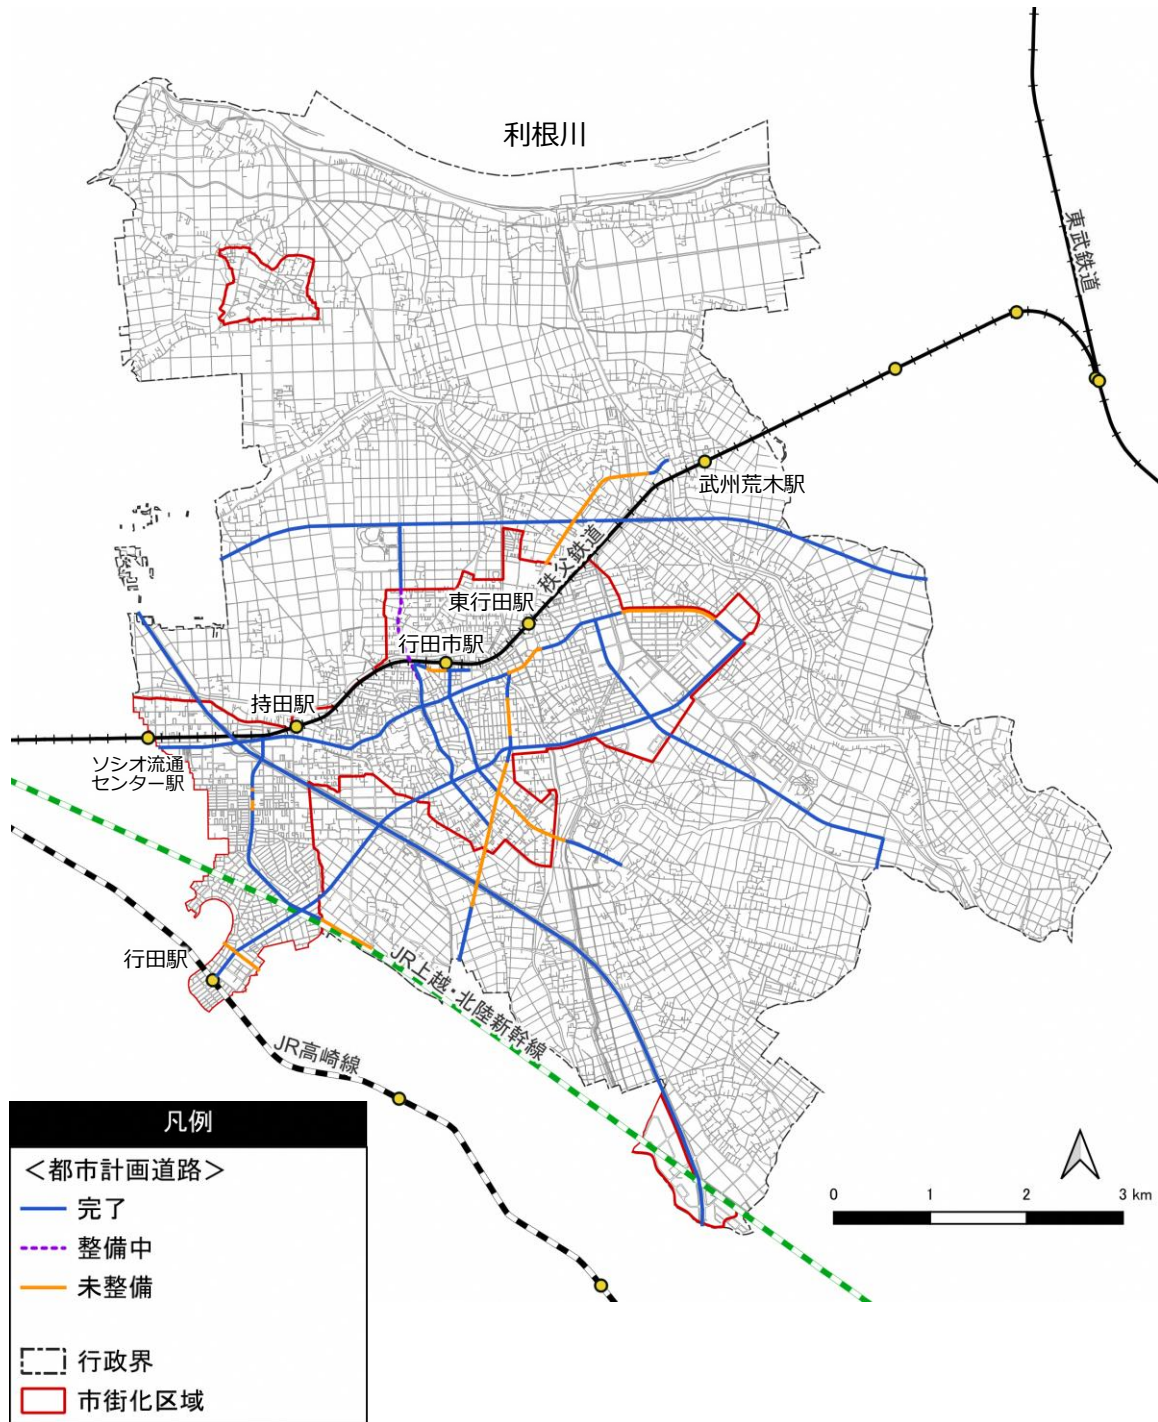 利根川
東武鉄道
武州荒木駅
秩父鉄道
東行田駅
行田市駅
持田駅
ソシオ流通
センター駅
行田駅
JR上越・北陸新幹線
JR高崎線
凡例
＜都市計画道路＞
完了
整備中
未整備
行政界
市街化区域
0 1 2 3 km